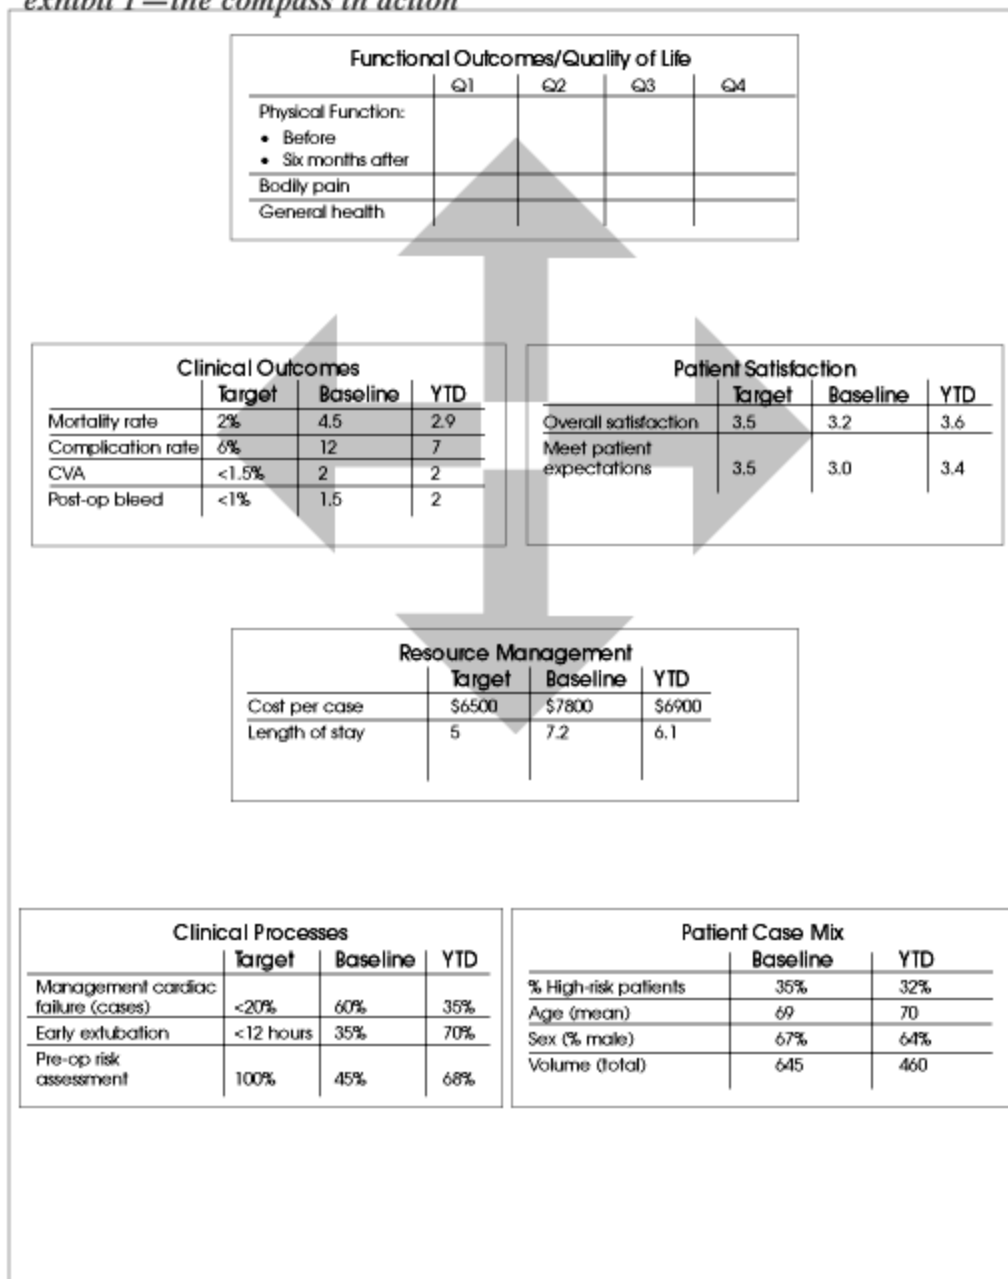 exhibit 1—the compass in action
Functional Outcomes/Quality of Life
Q1 Q2 Q3 Q4
Physical Function:
• Before
• Six months after
Bodily pain
General health
Clinical Outcomes
Target Baseline YTD
Mortality rate 2% 4.5 2.9
Complication rate 6% 12 7
CVA <1.5% 2 2
Post-op bleed <1% 1.5 2
Patient Satisfaction
Target Baseline YTD
Overall satisfaction 3.5 3.2 3.6
Meet patient
expectations 3.5 3.0 3.4
Resource Management
Target Baseline YTD
Cost per case $6500 $7800 $6900
Length of stay 5 7.2 6.1
Clinical Processes
Target Baseline YTD
Management cardiac
failure (cases) <20% 60% 35%
Early extubation <12 hours 35% 70%
Pre-op risk
assessment 100% 45% 68%
Patient Case Mix
Baseline YTD
% High-risk patients 35% 32%
Age (mean) 69 70
Sex (% male) 67% 64%
Volume (total) 645 460